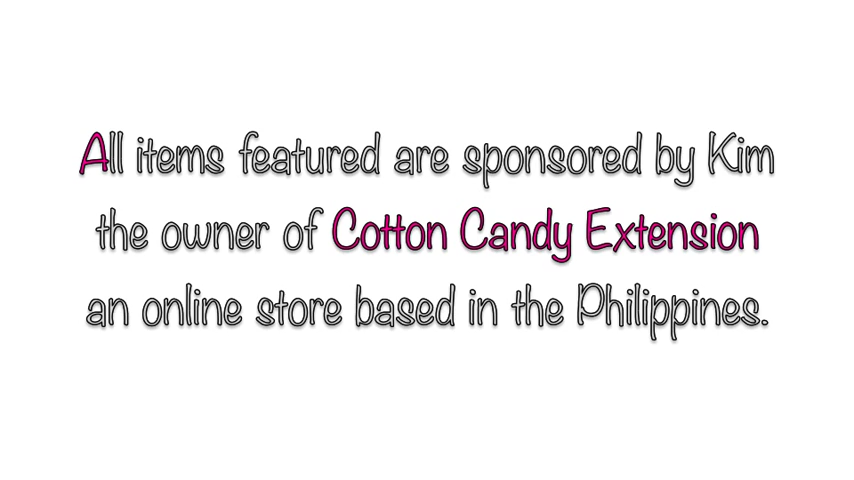 All items featured are sponsored by Kim
the owner of Cotton Candy Extension
an online store based in the Philippines.